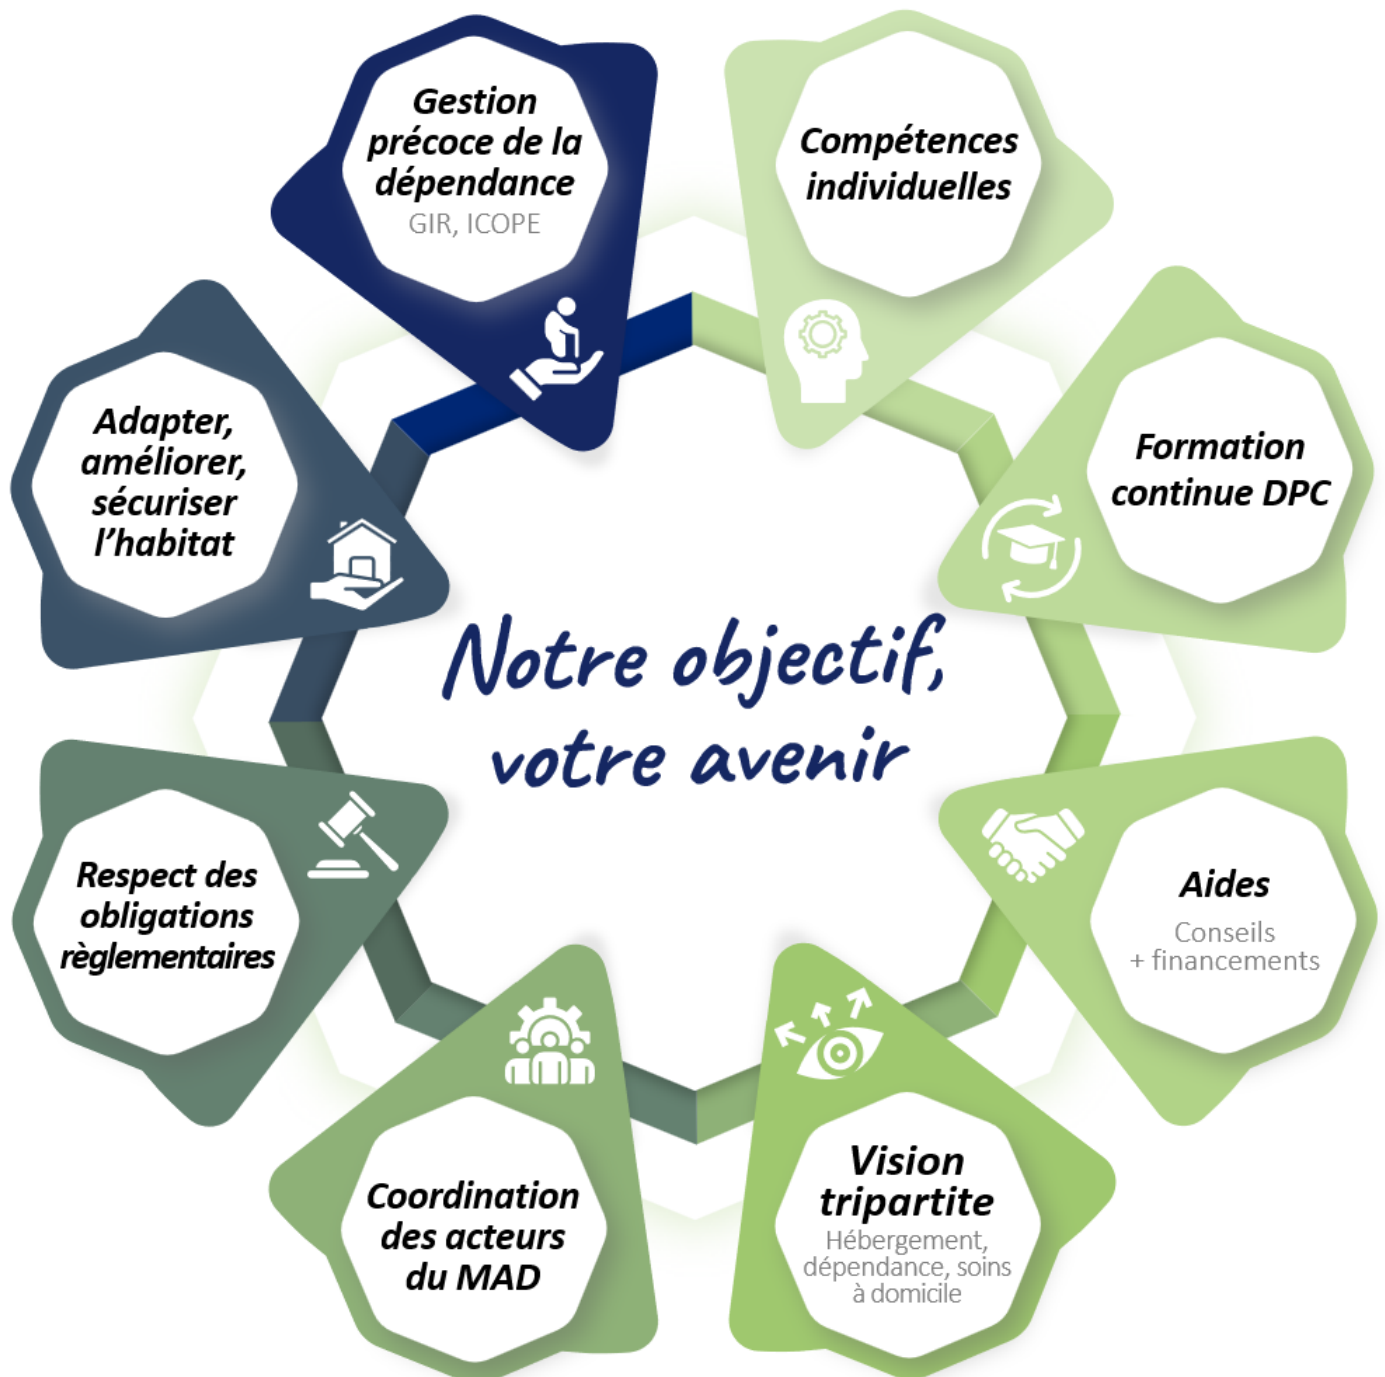 Gestion
précoce de la
dépendance
GIR, ICOPE
Compétences
individuelles
Formation
continue DPC
Aides
Conseils
+ financements
Vision
tripartite
Hébergement,
dépendance, soins
à domicile
Coordination
des acteurs
du MAD
Respect des
obligations
règlementaires
Adapter,
améliorer,
sécuriser
l’habitat
Notre objectif,
votre avenir